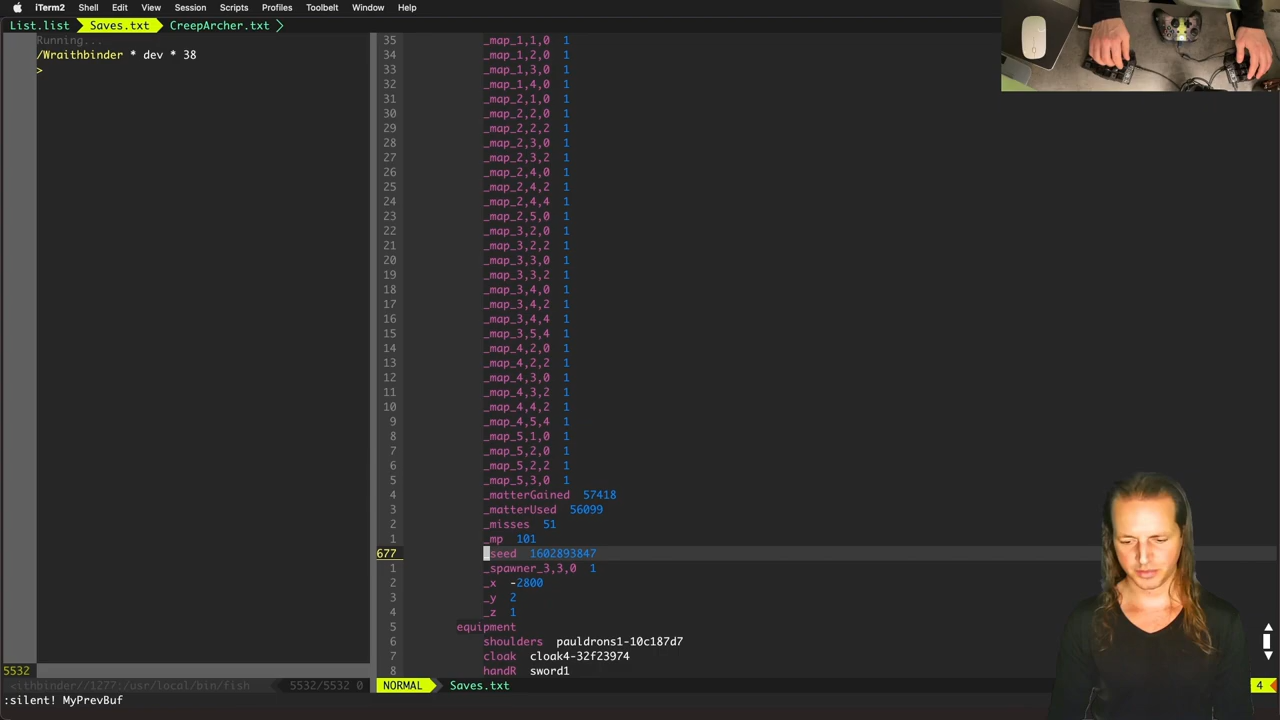 iTerm2 Shell Edit View Session Scripts Profiles Toolbelt Window Help
List.list Saves.txt CreepArcher.txt
Running...
/Wraithbinder * dev * 38
>
35 _map_1,1,0 1
34 _map_1,2,0 1
33 _map_1,3,0 1
32 _map_1,4,0 1
31 _map_2,1,0 1
30 _map_2,2,0 1
29 _map_2,2,2 1
28 _map_2,3,0 1
27 _map_2,3,2 1
26 _map_2,4,0 1
25 _map_2,4,2 1
24 _map_2,4,4 1
23 _map_2,5,0 1
22 _map_3,2,0 1
21 _map_3,2,2 1
20 _map_3,3,0 1
19 _map_3,3,2 1
18 _map_3,4,0 1
17 _map_3,4,2 1
16 _map_3,4,4 1
15 _map_3,5,4 1
14 _map_4,2,0 1
13 _map_4,2,2 1
12 _map_4,3,0 1
11 _map_4,3,2 1
10 _map_4,4,2 1
9 _map_4,5,4 1
8 _map_5,1,0 1
7 _map_5,2,0 1
6 _map_5,2,2 1
5 _map_5,3,0 1
4 _matterGained 57418
3 _matterUsed 56099
2 _misses 51
1 _mp 101
677 _seed 1602893847
1 _spawner_3,3,0 1
2 _x -2800
3 _y 2
4 _z 1
5 equipment
6 shoulders pauldrons1-10c187d7
7 cloak cloak4-32f23974
8 handR sword1
5532
<ithbinder//1277:/usr/local/bin/fish 5532/5532 0
NORMAL Saves.txt 4
:silent! MyPrevBuf